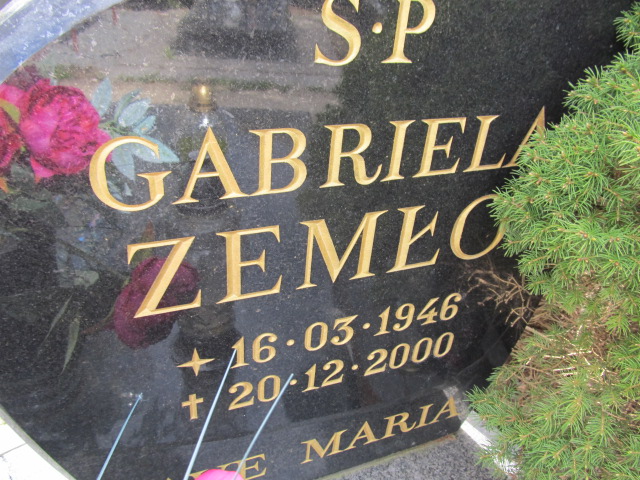 Ś·P
GABRIELA
ZEMŁO
16·03·1946
† 20·12·2000
MARIA